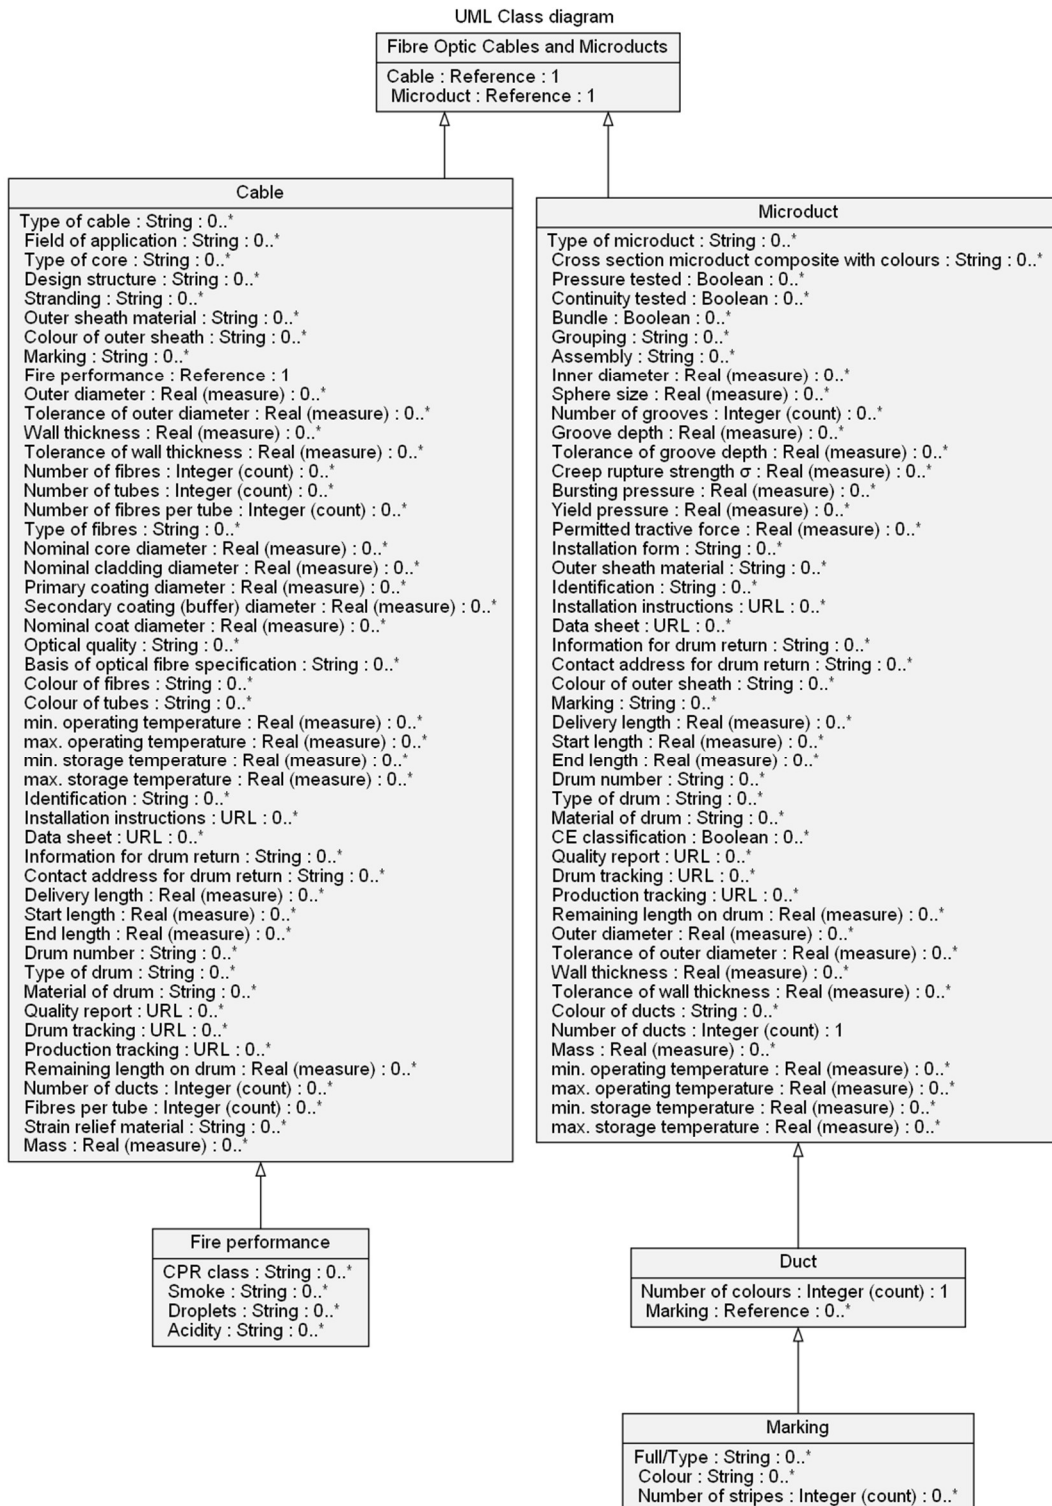 UML Class diagram
Fibre Optic Cables and Microducts
Cable : Reference : 1
Microduct : Reference : 1
Cable
Type of cable : String : 0..*
Field of application : String : 0..*
Type of core : String : 0..*
Design structure : String : 0..*
Stranding : String : 0..*
Outer sheath material : String : 0..*
Colour of outer sheath : String : 0..*
Marking : String : 0..*
Fire performance : Reference : 1
Outer diameter : Real (measure) : 0..*
Tolerance of outer diameter : Real (measure) : 0..*
Wall thickness : Real (measure) : 0..*
Tolerance of wall thickness : Real (measure) : 0..*
Number of fibres : Integer (count) : 0..*
Number of tubes : Integer (count) : 0..*
Number of fibres per tube : Integer (count) : 0..*
Type of fibres : String : 0..*
Nominal core diameter : Real (measure) : 0..*
Nominal cladding diameter : Real (measure) : 0..*
Primary coating diameter : Real (measure) : 0..*
Secondary coating (buffer) diameter : Real (measure) : 0..*
Nominal coat diameter : Real (measure) : 0..*
Optical quality : String : 0..*
Basis of optical fibre specification : String : 0..*
Colour of fibres : String : 0..*
Colour of tubes : String : 0..*
min. operating temperature : Real (measure) : 0..*
max. operating temperature : Real (measure) : 0..*
min. storage temperature : Real (measure) : 0..*
max. storage temperature : Real (measure) : 0..*
Identification : String : 0..*
Installation instructions : URL : 0..*
Data sheet : URL : 0..*
Information for drum return : String : 0..*
Contact address for drum return : String : 0..*
Delivery length : Real (measure) : 0..*
Start length : Real (measure) : 0..*
End length : Real (measure) : 0..*
Drum number : String : 0..*
Type of drum : String : 0..*
Material of drum : String : 0..*
Quality report : URL : 0..*
Drum tracking : URL : 0..*
Production tracking : URL : 0..*
Remaining length on drum : Real (measure) : 0..*
Number of ducts : Integer (count) : 0..*
Fibres per tube : Integer (count) : 0..*
Strain relief material : String : 0..*
Mass : Real (measure) : 0..*
Microduct
Type of microduct : String : 0..*
Cross section microduct composite with colours : String : 0..*
Pressure tested : Boolean : 0..*
Continuity tested : Boolean : 0..*
Bundle : Boolean : 0..*
Grouping : String : 0..*
Assembly : String : 0..*
Inner diameter : Real (measure) : 0..*
Sphere size : Real (measure) : 0..*
Number of grooves : Integer (count) : 0..*
Groove depth : Real (measure) : 0..*
Tolerance of groove depth : Real (measure) : 0..*
Creep rupture strength σ : Real (measure) : 0..*
Bursting pressure : Real (measure) : 0..*
Yield pressure : Real (measure) : 0..*
Permitted tractive force : Real (measure) : 0..*
Installation form : String : 0..*
Outer sheath material : String : 0..*
Identification : String : 0..*
Installation instructions : URL : 0..*
Data sheet : URL : 0..*
Information for drum return : String : 0..*
Contact address for drum return : String : 0..*
Colour of outer sheath : String : 0..*
Marking : String : 0..*
Delivery length : Real (measure) : 0..*
Start length : Real (measure) : 0..*
End length : Real (measure) : 0..*
Drum number : String : 0..*
Type of drum : String : 0..*
Material of drum : String : 0..*
CE classification : Boolean : 0..*
Quality report : URL : 0..*
Drum tracking : URL : 0..*
Production tracking : URL : 0..*
Remaining length on drum : Real (measure) : 0..*
Outer diameter : Real (measure) : 0..*
Tolerance of outer diameter : Real (measure) : 0..*
Wall thickness : Real (measure) : 0..*
Tolerance of wall thickness : Real (measure) : 0..*
Colour of ducts : String : 0..*
Number of ducts : Integer (count) : 1
Mass : Real (measure) : 0..*
min. operating temperature : Real (measure) : 0..*
max. operating temperature : Real (measure) : 0..*
min. storage temperature : Real (measure) : 0..*
max. storage temperature : Real (measure) : 0..*
Fire performance
CPR class : String : 0..*
Smoke : String : 0..*
Droplets : String : 0..*
Acidity : String : 0..*
Duct
Number of colours : Integer (count) : 1
Marking : Reference : 0..*
Marking
Full/Type : String : 0..*
Colour : String : 0..*
Number of stripes : Integer (count) : 0..*